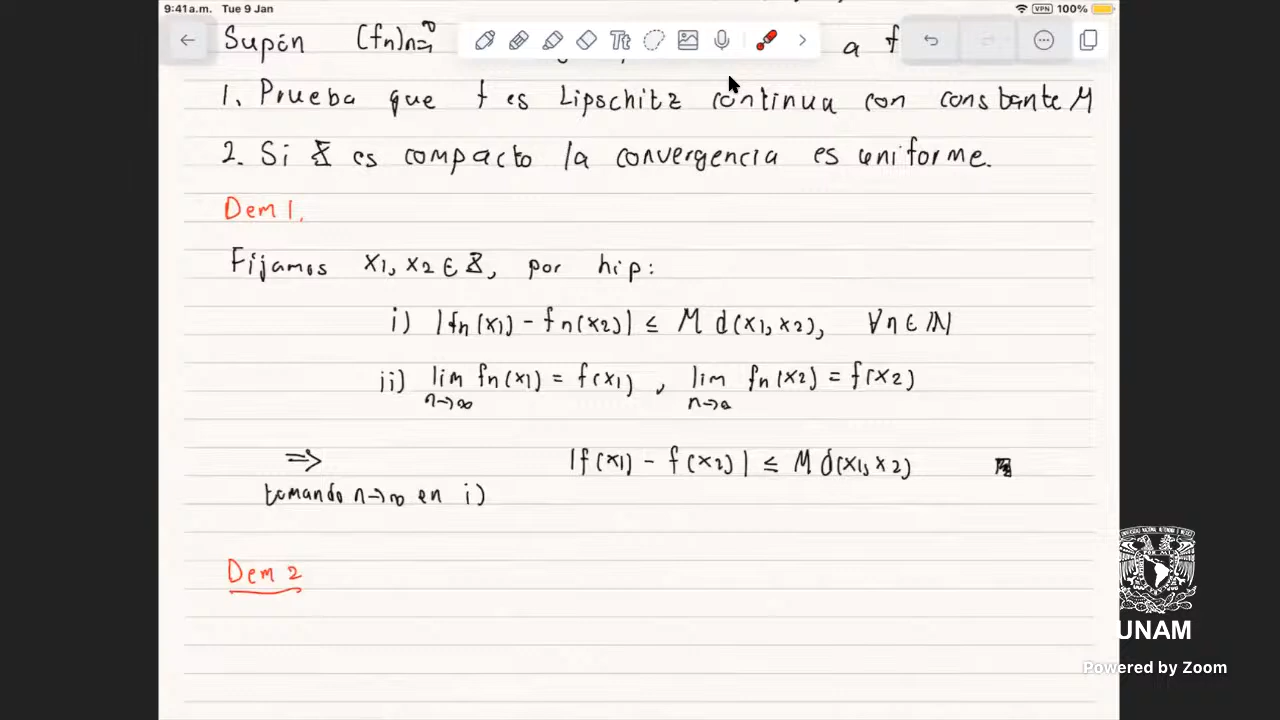 9:41a.m. Tue 9 Jan VPN 100%
Supón (fn)n=1^∞ a f
1. Prueba que f es Lipschitz continua con constante M
2. Si X es compacto la convergencia es uniforme.
Dem 1.
Fijamos x1, x2 ∈ X, por hip:
i) |fn(x1) - fn(x2)| ≤ M d(x1,x2), ∀n∈ℕ
ii) lim n→∞ fn(x1) = f(x1), lim n→∞ fn(x2) = f(x2)
⇒ |f(x1) - f(x2)| ≤ M d(x1,x2)
tomando n→∞ en i)
Dem 2
UNAM
Powered by Zoom